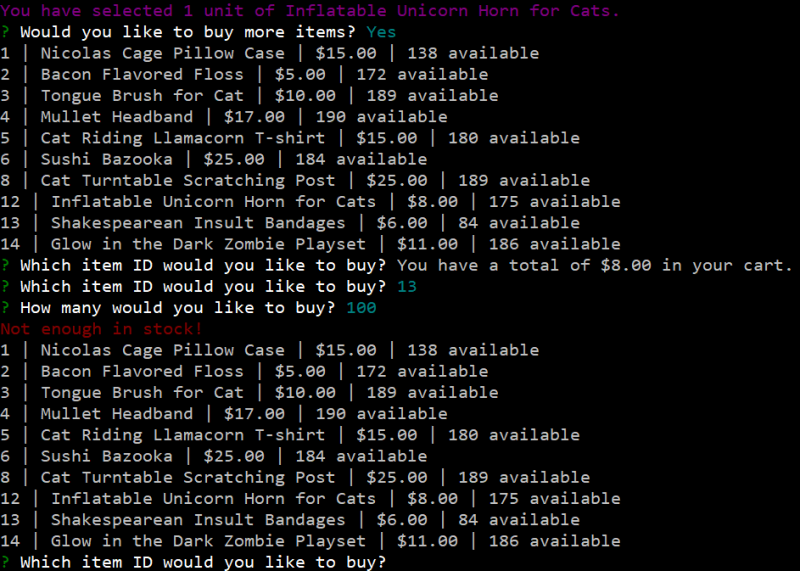 You have selected 1 unit of Inflatable Unicorn Horn for Cats.
? Would you like to buy more items? Yes
1 | Nicolas Cage Pillow Case | $15.00 | 138 available
2 | Bacon Flavored Floss | $5.00 | 172 available
3 | Tongue Brush for Cat | $10.00 | 189 available
4 | Mullet Headband | $17.00 | 190 available
5 | Cat Riding Llamacorn T-shirt | $15.00 | 180 available
6 | Sushi Bazooka | $25.00 | 184 available
8 | Cat Turntable Scratching Post | $25.00 | 189 available
12 | Inflatable Unicorn Horn for Cats | $8.00 | 175 available
13 | Shakespearean Insult Bandages | $6.00 | 84 available
14 | Glow in the Dark Zombie Playset | $11.00 | 186 available
? Which item ID would you like to buy? You have a total of $8.00 in your cart.
? Which item ID would you like to buy? 13
? How many would you like to buy? 100
Not enough in stock!
1 | Nicolas Cage Pillow Case | $15.00 | 138 available
2 | Bacon Flavored Floss | $5.00 | 172 available
3 | Tongue Brush for Cat | $10.00 | 189 available
4 | Mullet Headband | $17.00 | 190 available
5 | Cat Riding Llamacorn T-shirt | $15.00 | 180 available
6 | Sushi Bazooka | $25.00 | 184 available
8 | Cat Turntable Scratching Post | $25.00 | 189 available
12 | Inflatable Unicorn Horn for Cats | $8.00 | 175 available
13 | Shakespearean Insult Bandages | $6.00 | 84 available
14 | Glow in the Dark Zombie Playset | $11.00 | 186 available
? Which item ID would you like to buy?